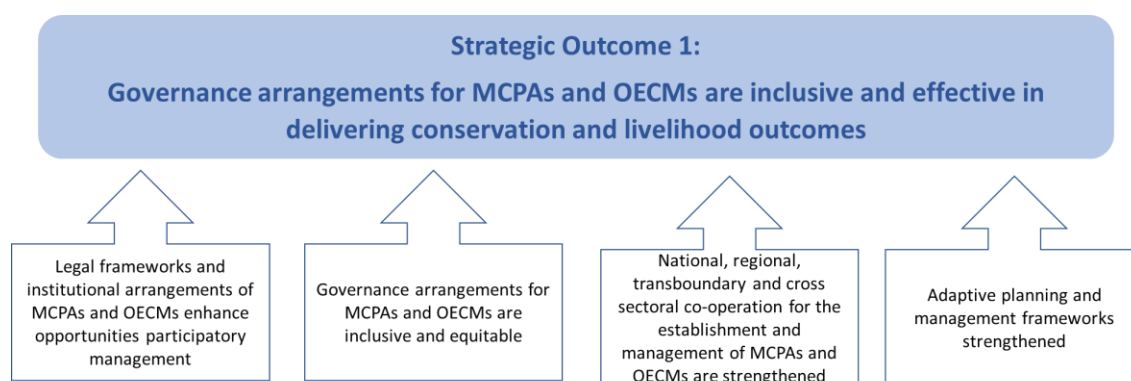 Strategic Outcome 1:
Governance arrangements for MCPAs and OECMs are inclusive and effective in
delivering conservation and livelihood outcomes
Legal frameworks and
institutional arrangements of
MCPAs and OECMs enhance
opportunities participatory
management
Governance arrangements for
MCPAs and OECMs are
inclusive and equitable
National, regional,
transboundary and cross
sectoral co-operation for the
establishment and
management of MCPAs and
OECMs are strengthened
Adaptive planning and
management frameworks
strengthened